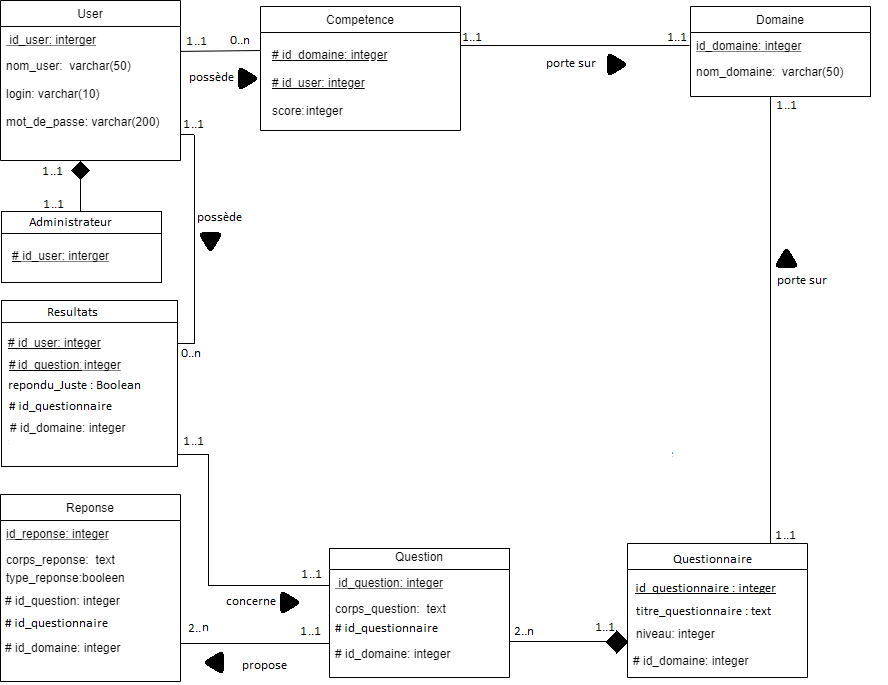 User
id_user: interger
nom_user: varchar(50)
login: varchar(10)
mot_de_passe: varchar(200)
1..1
0..n
possède
Competence
# id_domaine: integer
# id_user: integer
score:integer
1..1
1..1
porte sur
Domaine
id_domaine: integer
nom_domaine: varchar(50)
1..1
1..1
1..1
1..1
possède
Administrateur
# id_user: interger
porte sur
Resultats
# id_user: integer
# id_question: integer
repondu_Juste : Boolean
# id_questionnaire
# id_domaine: integer
0..n
1..1
Reponse
id_reponse: integer
corps_reponse: text
type_reponse:booleen
# id_question: integer
# id_questionnaire
# id_domaine: integer
1..1
concerne
2..n
1..1
propose
Question
id_question: integer
corps_question: text
# id_questionnaire
# id_domaine: integer
2..n
1..1
1..1
Questionnaire
id_questionnaire : integer
titre_questionnaire : text
niveau: integer
# id_domaine: integer